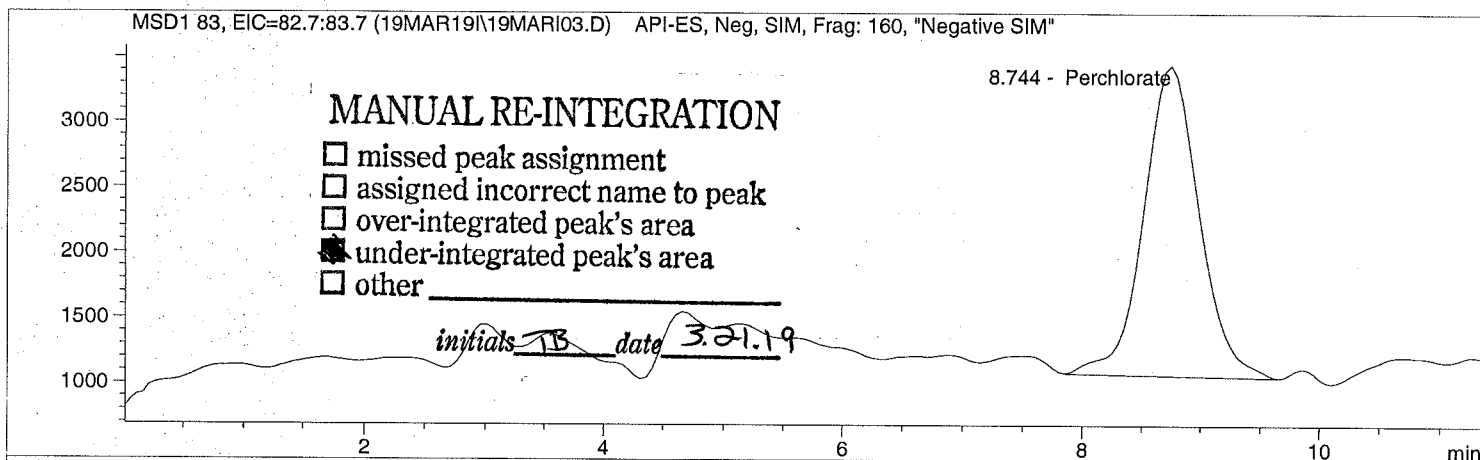 MSD1 83, EIC=82.7:83.7 (19MAR19I\19MARI03.D) API-ES, Neg, SIM, Frag: 160, "Negative SIM"
8.744 - Perchlorate
MANUAL RE-INTEGRATION
☐ missed peak assignment
☐ assigned incorrect name to peak
☐ over-integrated peak's area
■ under-integrated peak's area
☐ other
initials TB date 3.21.19
3000
2500
2000
1500
1000
2 4 6 8 10 min